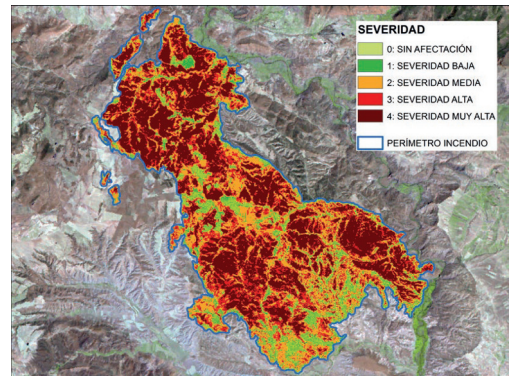 SEVERIDAD
0: SIN AFECTACIÓN
1: SEVERIDAD BAJA
2: SEVERIDAD MEDIA
3: SEVERIDAD ALTA
4: SEVERIDAD MUY ALTA
PERÍMETRO INCENDIO